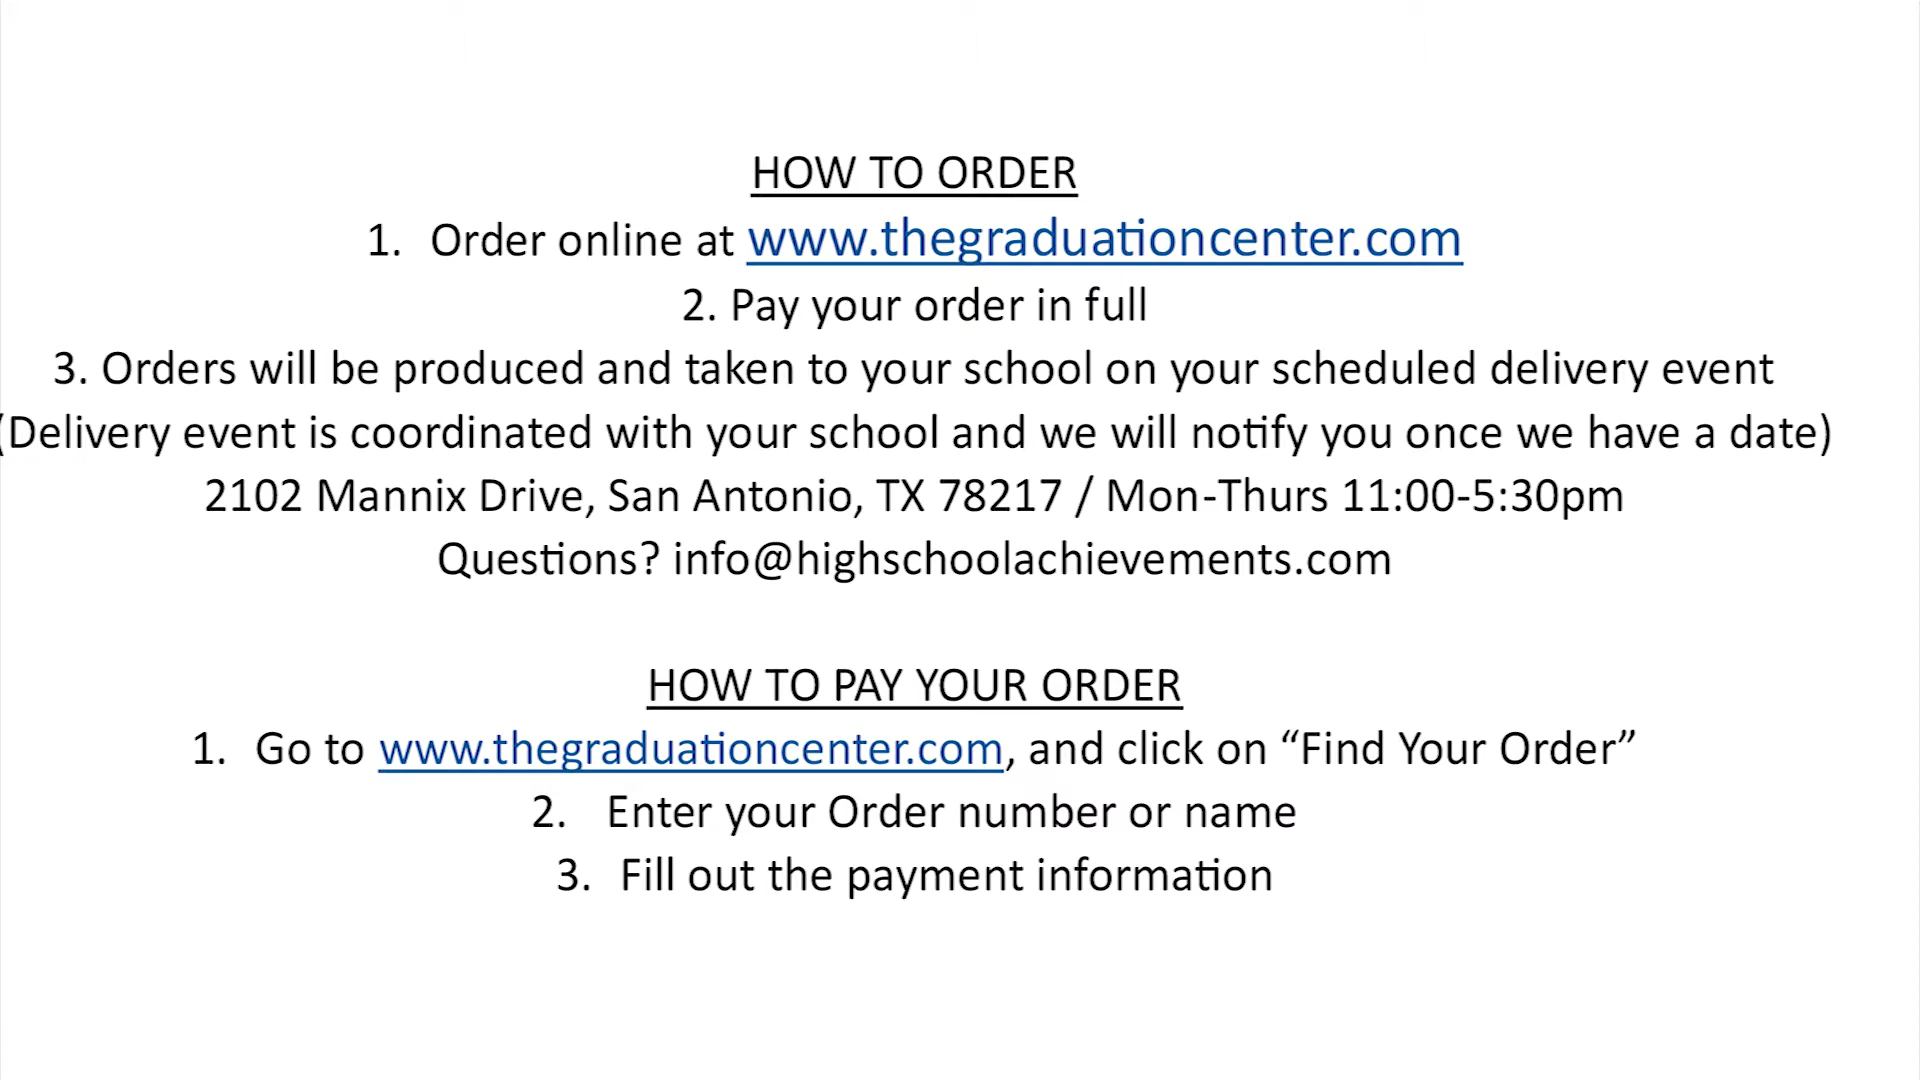 HOW TO ORDER
1. Order online at www.thegraduationcenter.com
2. Pay your order in full
3. Orders will be produced and taken to your school on your scheduled delivery event
(Delivery event is coordinated with your school and we will notify you once we have a date)
2102 Mannix Drive, San Antonio, TX 78217 / Mon-Thurs 11:00-5:30pm
Questions? info@highschoolachievements.com
HOW TO PAY YOUR ORDER
1. Go to www.thegraduationcenter.com, and click on “Find Your Order”
2. Enter your Order number or name
3. Fill out the payment information